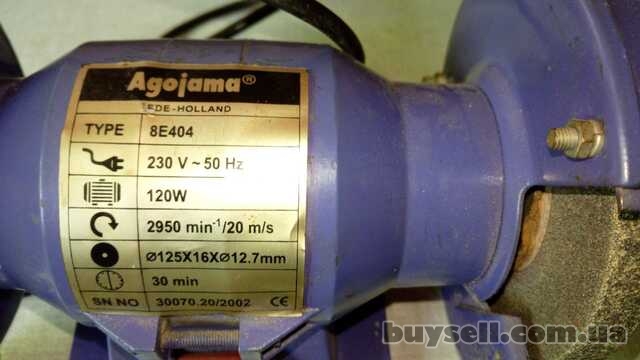 Agojama®
EDE-HOLLAND
TYPE 8E404
230 V ~ 50 Hz
120W
2950 min⁻¹/20 m/s
Ø125X16XØ12.7mm
30 min
SN NO 30070.20/2002 CE
buysell.com.ua